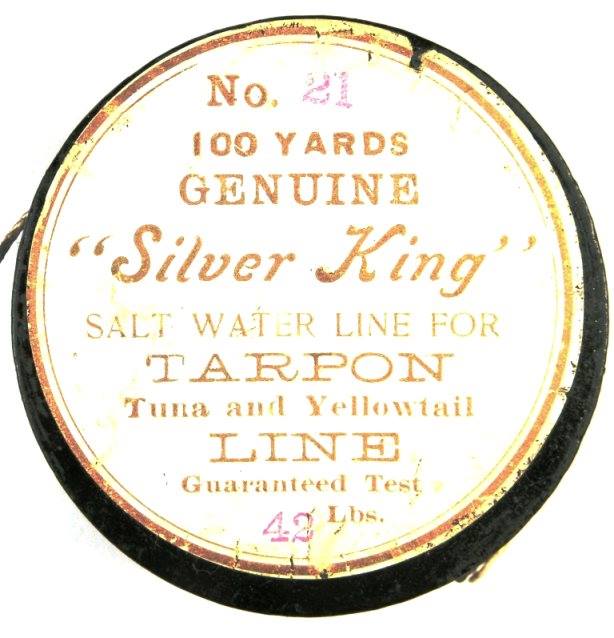 No. 21
100 YARDS
GENUINE
"Silver King"
SALT WATER LINE FOR
TARPON
Tuna and Yellowtail
LINE
Guaranteed Test
42 Lbs.